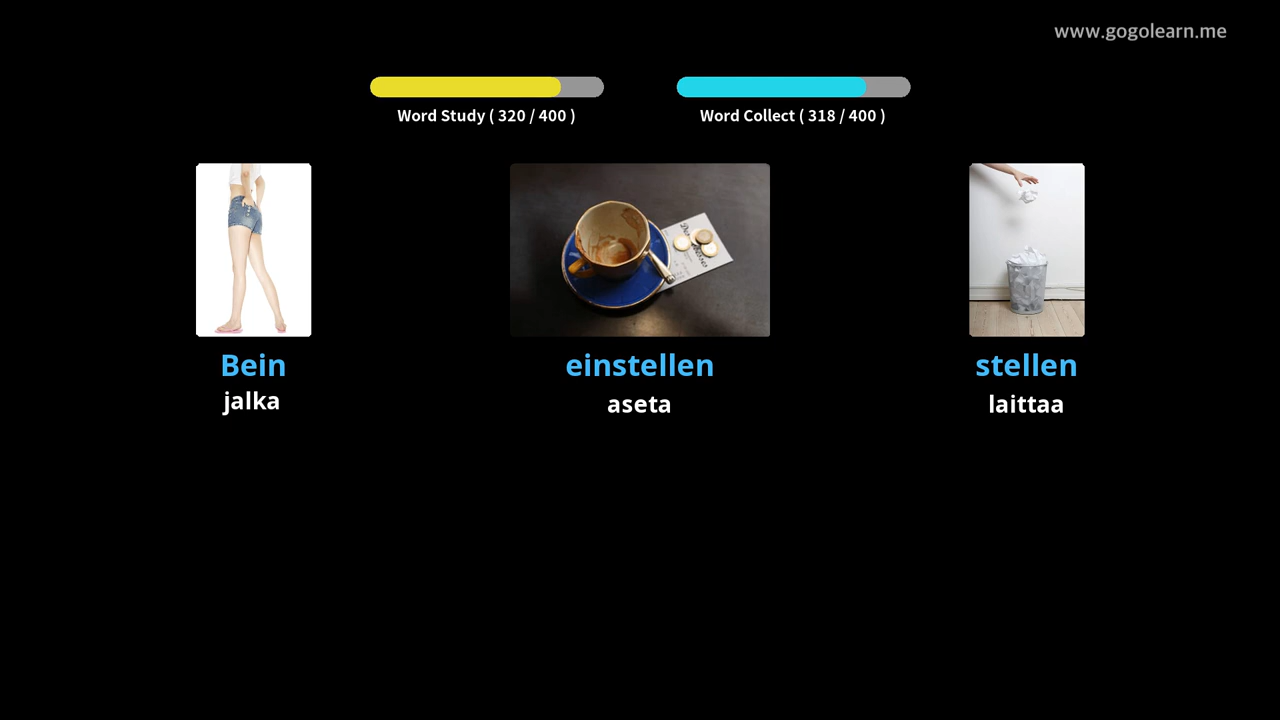 www.gogolearn.me
Word Study ( 320 / 400 )
Word Collect ( 318 / 400 )
Bein
einstellen
stellen
jalka
aseta
laittaa